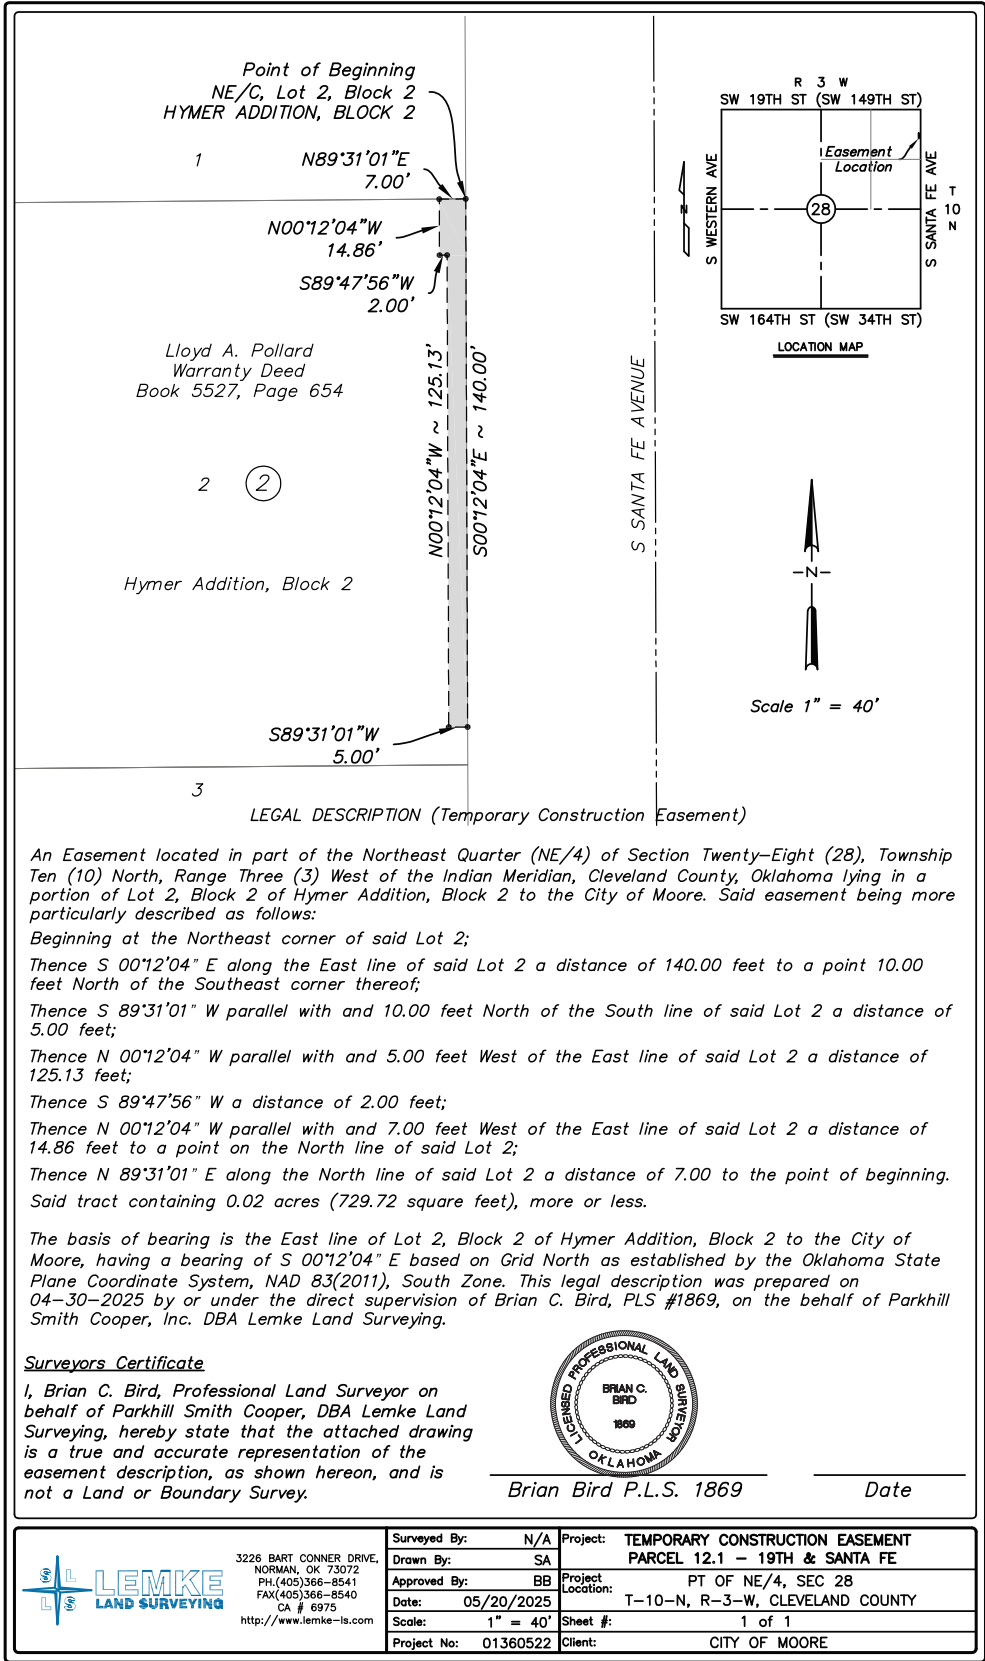 Point of Beginning
NE/C, Lot 2, Block 2
HYMER ADDITION, BLOCK 2
1
N89°31'01"E
7.00'
N00°12'04"W
14.86'
S89°47'56"W
2.00'
Lloyd A. Pollard
Warranty Deed
Book 5527, Page 654
N00°12'04"W ~ 125.13'
S00°12'04"E ~ 140.00'
S SANTA FE AVENUE
2
2
Hymer Addition, Block 2
S89°31'01"W
5.00'
3
R 3 W
SW 19TH ST (SW 149TH ST)
Easement
Location
S WESTERN AVE
28
S SANTA FE AVE
T
10
N
N
SW 164TH ST (SW 34TH ST)
LOCATION MAP
-N-
Scale 1" = 40'
LEGAL DESCRIPTION (Temporary Construction Easement)
An Easement located in part of the Northeast Quarter (NE/4) of Section Twenty-Eight (28), Township
Ten (10) North, Range Three (3) West of the Indian Meridian, Cleveland County, Oklahoma lying in a
portion of Lot 2, Block 2 of Hymer Addition, Block 2 to the City of Moore. Said easement being more
particularly described as follows:
Beginning at the Northeast corner of said Lot 2;
Thence S 00°12'04" E along the East line of said Lot 2 a distance of 140.00 feet to a point 10.00
feet North of the Southeast corner thereof;
Thence S 89°31'01" W parallel with and 10.00 feet North of the South line of said Lot 2 a distance of
5.00 feet;
Thence N 00°12'04" W parallel with and 5.00 feet West of the East line of said Lot 2 a distance of
125.13 feet;
Thence S 89°47'56" W a distance of 2.00 feet;
Thence N 00°12'04" W parallel with and 7.00 feet West of the East line of said Lot 2 a distance of
14.86 feet to a point on the North line of said Lot 2;
Thence N 89°31'01" E along the North line of said Lot 2 a distance of 7.00 to the point of beginning.
Said tract containing 0.02 acres (729.72 square feet), more or less.
The basis of bearing is the East line of Lot 2, Block 2 of Hymer Addition, Block 2 to the City of
Moore, having a bearing of S 00°12'04" E based on Grid North as established by the Oklahoma State
Plane Coordinate System, NAD 83(2011), South Zone. This legal description was prepared on
04-30-2025 by or under the direct supervision of Brian C. Bird, PLS #1869, on the behalf of Parkhill
Smith Cooper, Inc. DBA Lemke Land Surveying.
Surveyors Certificate
I, Brian C. Bird, Professional Land Surveyor on
behalf of Parkhill Smith Cooper, DBA Lemke Land
Surveying, hereby state that the attached drawing
is a true and accurate representation of the
easement description, as shown hereon, and is
not a Land or Boundary Survey.
LICENSED PROFESSIONAL LAND SURVEYOR
BRIAN C.
BIRD
1869
OKLAHOMA
Brian Bird P.L.S. 1869
Date
L
S
L
S
LEMKE
LAND SURVEYING
3226 BART CONNER DRIVE,
NORMAN, OK 73072
PH.(405)366-8541
FAX(405)366-8540
CA # 6975
http://www.lemke-ls.com
Surveyed By: N/A
Drawn By: SA
Approved By: BB
Date: 05/20/2025
Scale: 1" = 40'
Project No: 01360522
Project: TEMPORARY CONSTRUCTION EASEMENT
PARCEL 12.1 - 19TH & SANTA FE
Project Location: PT OF NE/4, SEC 28
T-10-N, R-3-W, CLEVELAND COUNTY
Sheet #: 1 of 1
Client: CITY OF MOORE